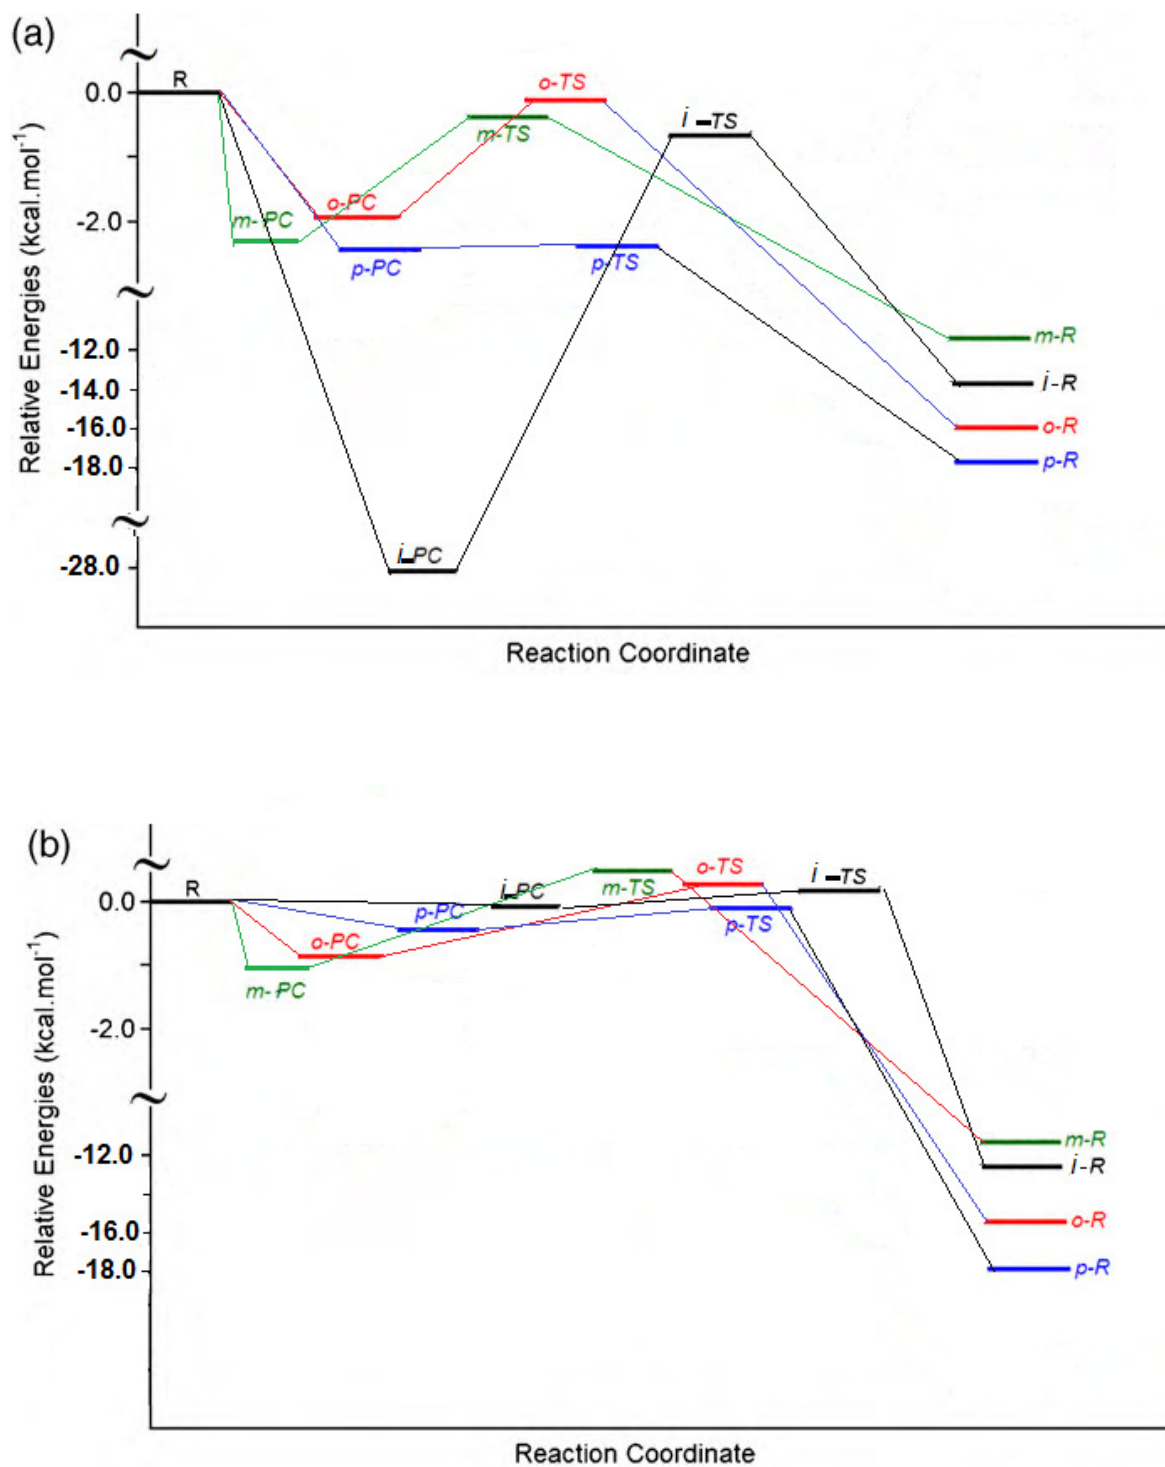 (a)
R
o-TS
i-TS
0.0
m-TS
o-PC
m-PC
-2.0
p-PC
p-TS
Relative Energies (kcal.mol-1)
m-R
-12.0
i-R
-14.0
-16.0
o-R
-18.0
p-R
i-PC
-28.0
Reaction Coordinate
(b)
R
i-PC
m-TS
o-TS
i-TS
0.0
p-PC
p-TS
o-PC
m-PC
-2.0
Relative Energies (kcal.mol-1)
m-R
-12.0
i-R
o-R
-16.0
-18.0
p-R
Reaction Coordinate